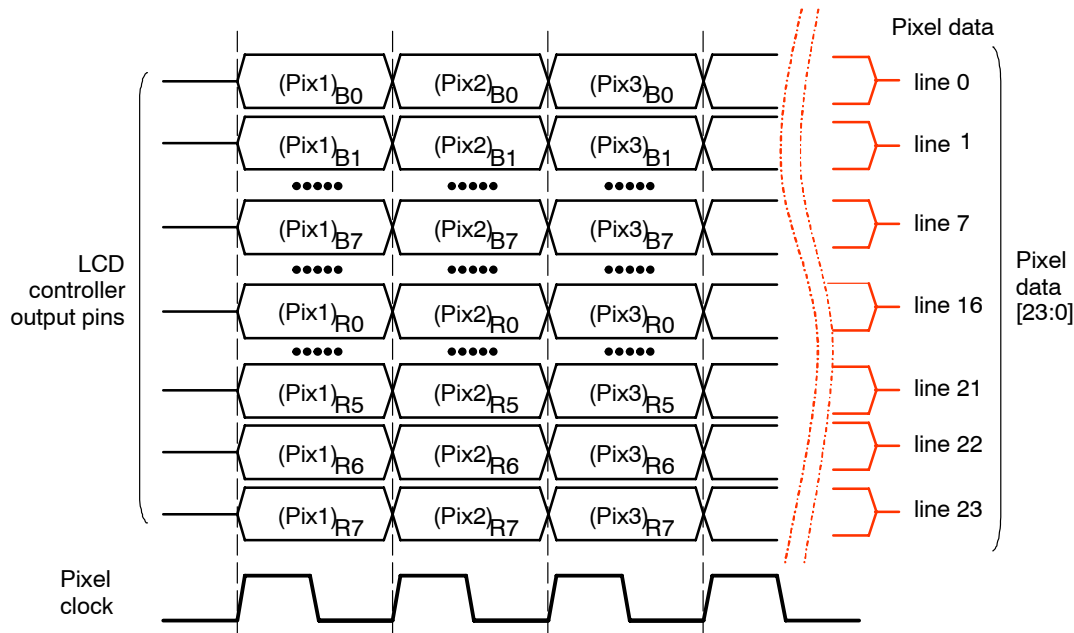 Pixel data
(Pix1)B0 (Pix2)B0 (Pix3)B0 line 0
(Pix1)B1 (Pix2)B1 (Pix3)B1 line 1
(Pix1)B7 (Pix2)B7 (Pix3)B7 line 7
LCD
controller
output pins
(Pix1)R0 (Pix2)R0 (Pix3)R0 line 16
Pixel
data
[23:0]
(Pix1)R5 (Pix2)R5 (Pix3)R5 line 21
(Pix1)R6 (Pix2)R6 (Pix3)R6 line 22
(Pix1)R7 (Pix2)R7 (Pix3)R7 line 23
Pixel
clock